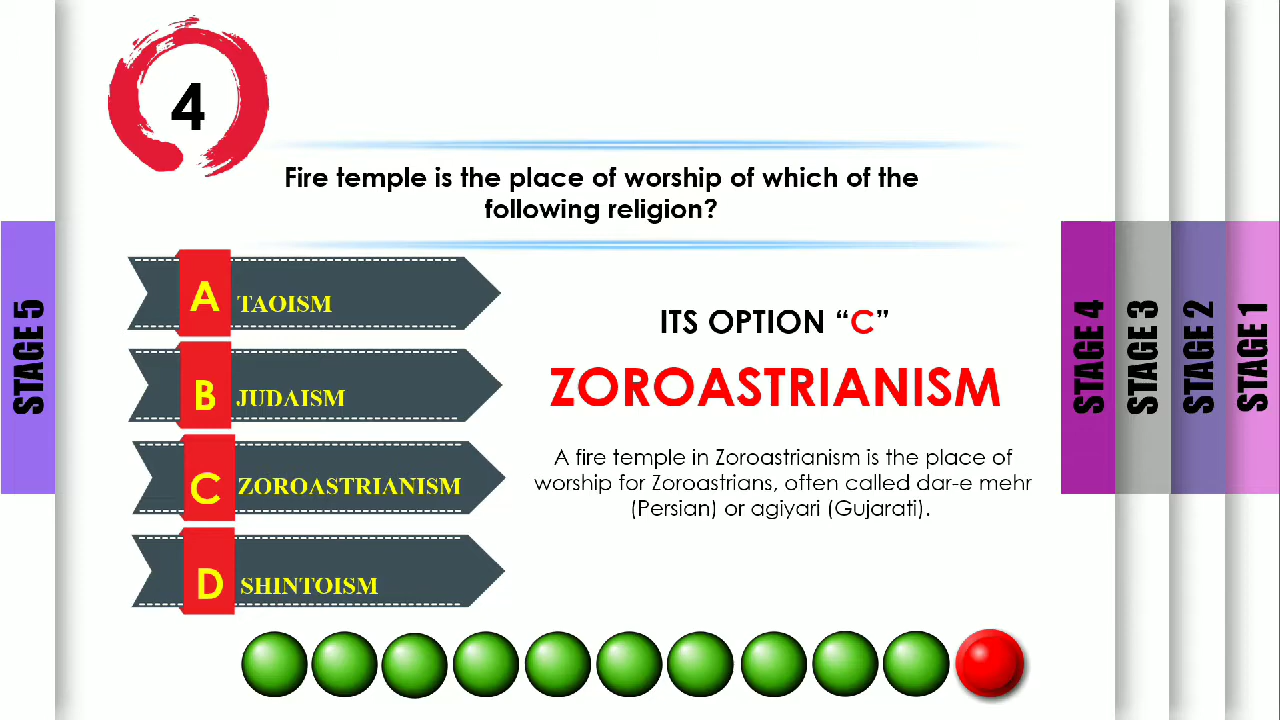 4
Fire temple is the place of worship of which of the
following religion?
A TAOISM
B JUDAISM
C ZOROASTRIANISM
D SHINTOISM
ITS OPTION “C”
ZOROASTRIANISM
A fire temple in Zoroastrianism is the place of
worship for Zoroastrians, often called dar-e mehr
(Persian) or agiyari (Gujarati).
STAGE 5
STAGE 4
STAGE 3
STAGE 2
STAGE 1